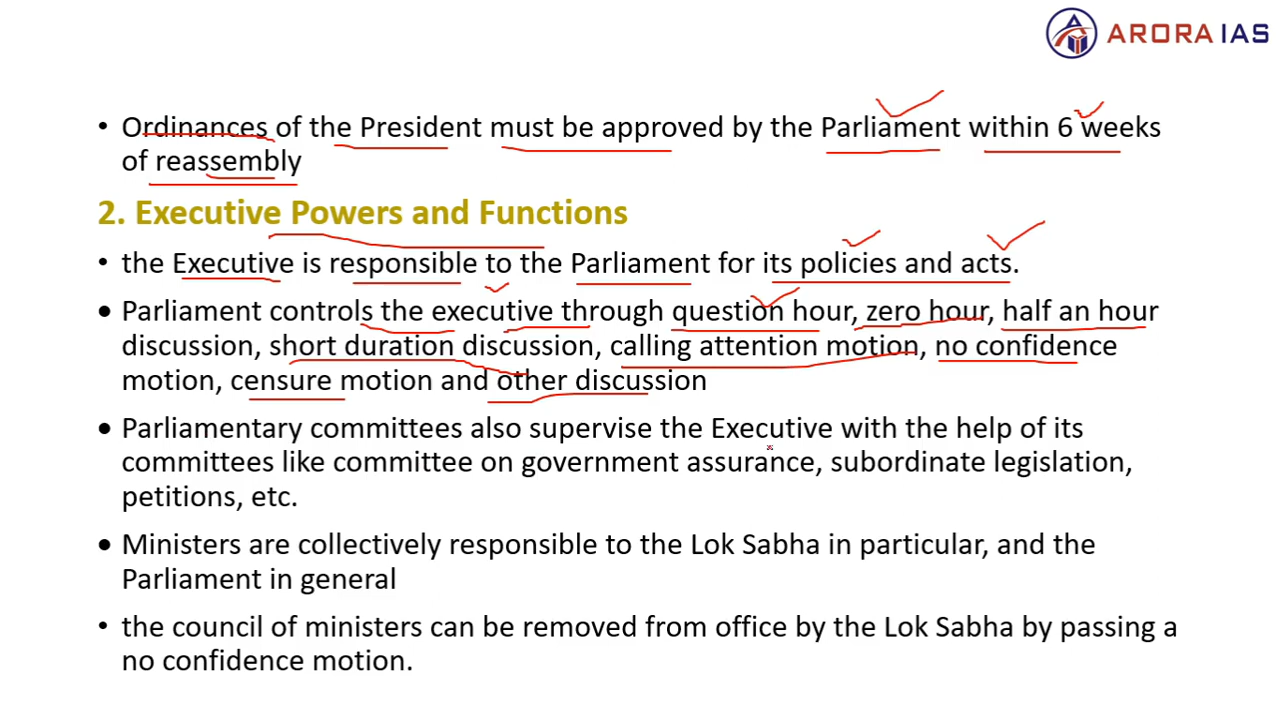 ARORA IAS
• Ordinances of the President must be approved by the Parliament within 6 weeks
of reassembly
2. Executive Powers and Functions
• the Executive is responsible to the Parliament for its policies and acts.
• Parliament controls the executive through question hour, zero hour, half an hour
discussion, short duration discussion, calling attention motion, no confidence
motion, censure motion and other discussion
• Parliamentary committees also supervise the Executive with the help of its
committees like committee on government assurance, subordinate legislation,
petitions, etc.
• Ministers are collectively responsible to the Lok Sabha in particular, and the
Parliament in general
• the council of ministers can be removed from office by the Lok Sabha by passing a
no confidence motion.